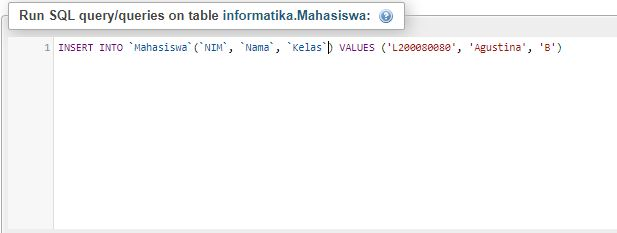 Run SQL query/queries on table informatika.Mahasiswa:
1 INSERT INTO `Mahasiswa`(`NIM`, `Nama`, `Kelas`) VALUES ('L200080080', 'Agustina', 'B')